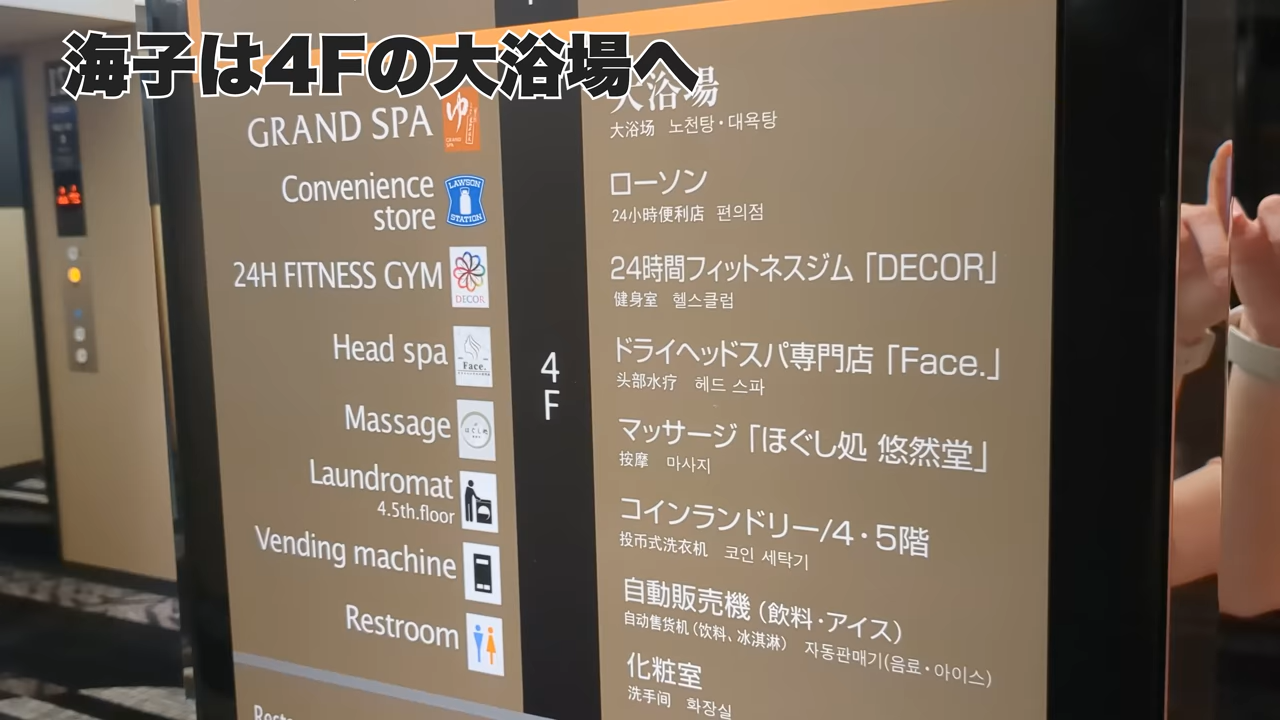 海子は4Fの大浴場へ
GRAND SPA
ゆ
大浴場
大浴场 노천탕・대욕탕
Convenience
store
LAWSON
STATION
ローソン
24小時便利店 편의점
24H FITNESS GYM
DECOR
24時間フィットネスジム「DECOR」
健身室 헬스클럽
Head spa
Face.
ドライヘッドスパ専門店「Face.」
头部水疗 헤드 스파
Massage
ほぐし処
マッサージ「ほぐし処 悠然堂」
按摩 마사지
4
F
Laundromat
4.5th.floor
コインランドリー/4・5階
投币式洗衣机 코인 세탁기
Vending machine
自動販売機(飲料・アイス)
自动售货机(饮料、冰淇淋) 자동판매기(음료・아이스)
Restroom
化粧室
洗手间 화장실